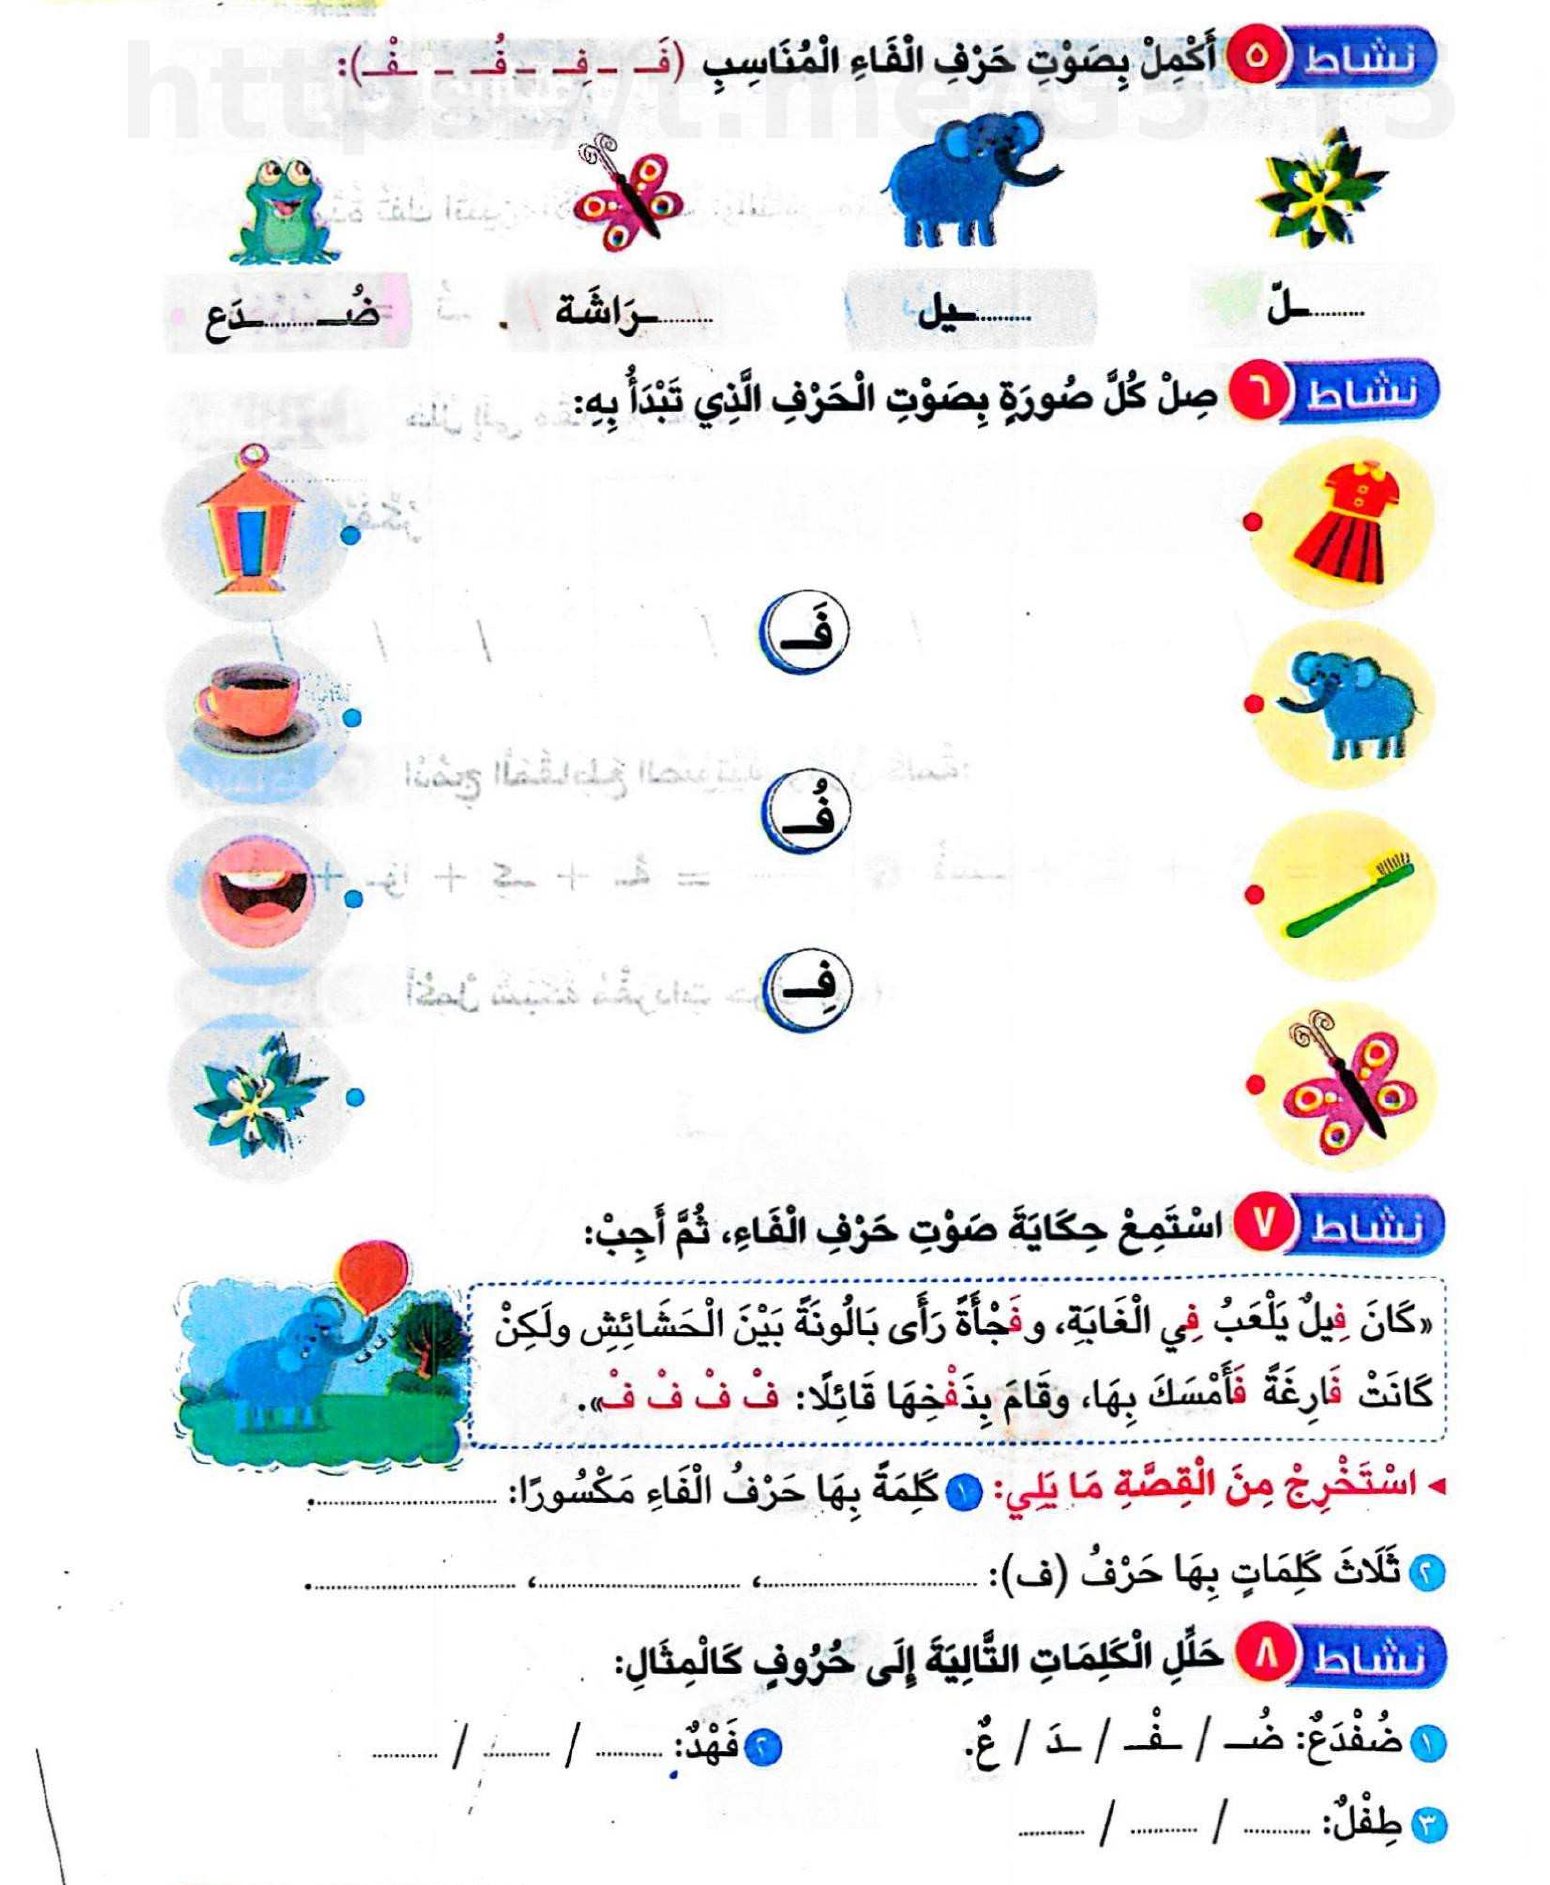 نشاط ٥ أَكْمِلْ بِصَوْتِ حَرْفِ الْفَاءِ الْمُنَاسِبِ (فَـ - فِـ - فُـ - ـفْـ):
..........ـلّ
..........ـيل
..........ـرَاشَة
ضُـ..........ـدَع
نشاط ٦ صِلْ كُلَّ صُورَةٍ بِصَوْتِ الْحَرْفِ الَّذِي تَبْدَأُ بِهِ:
فَـ
فُـ
فِـ
نشاط ٧ اسْتَمِعْ حِكَايَةَ صَوْتِ حَرْفِ الْفَاءِ، ثُمَّ أَجِبْ:
«كَانَ فِيلٌ يَلْعَبُ فِي الْغَابَةِ، وفَجْأَةً رَأَى بَالُونَةً بَيْنَ الْحَشَائِشِ ولَكِنْ
كَانَتْ فَارِغَةً فَأَمْسَكَ بِهَا، وقَامَ بِنَفْخِهَا قَائِلًا: فْ فْ فْ فْ».
◂ اسْتَخْرِجْ مِنَ الْقِصَّةِ مَا يَلِي: ١ كَلِمَةً بِهَا حَرْفُ الْفَاءِ مَكْسُورًا: ..............................
٢ ثَلَاثَ كَلِمَاتٍ بِهَا حَرْفُ (ف): ..............................، ..............................، ..............................
نشاط ٨ حَلِّلِ الْكَلِمَاتِ التَّالِيَةَ إِلَى حُرُوفٍ كَالْمِثَالِ:
١ ضُفْدَعٌ: ضُـ / ـفْـ / ـدَ / عٌ. ٢ فَهْدٌ: .......... / .......... / ..........
٣ طِفْلٌ: .......... / .......... / ..........